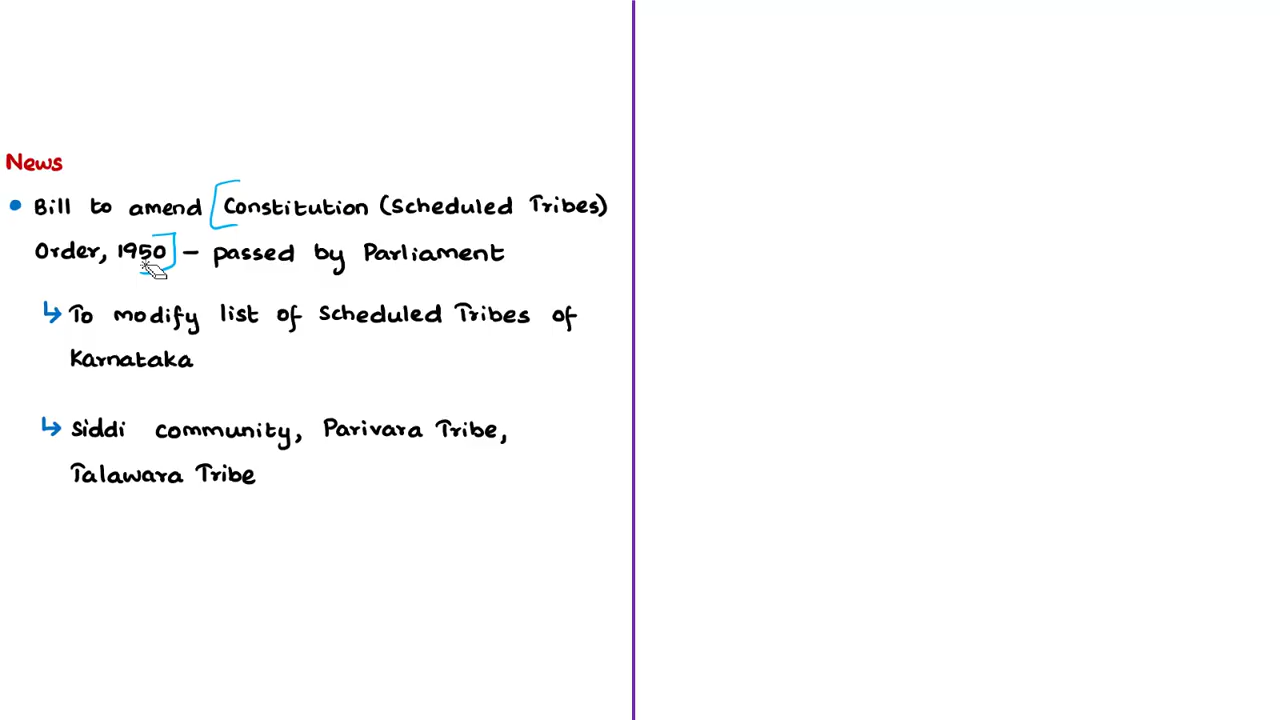 News
• Bill to amend [Constitution (Scheduled Tribes)
Order, 1950] – passed by Parliament
↳ To modify list of Scheduled Tribes of
Karnataka
↳ Siddi community, Parivara Tribe,
Talawara Tribe